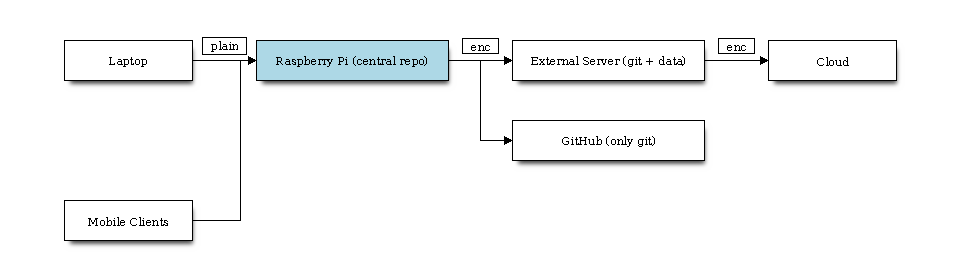 plain
enc
enc
Laptop
Raspberry Pi (central repo)
External Server (git + data)
Cloud
GitHub (only git)
Mobile Clients